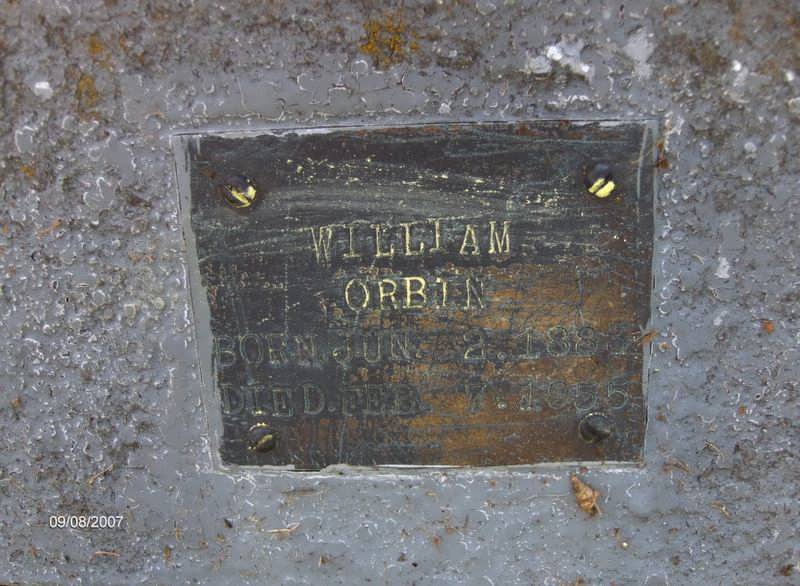 WILLIAM
ORBIN
BORN. JUN. 2.
DIED. FEB. 7. 1955
09/08/2007